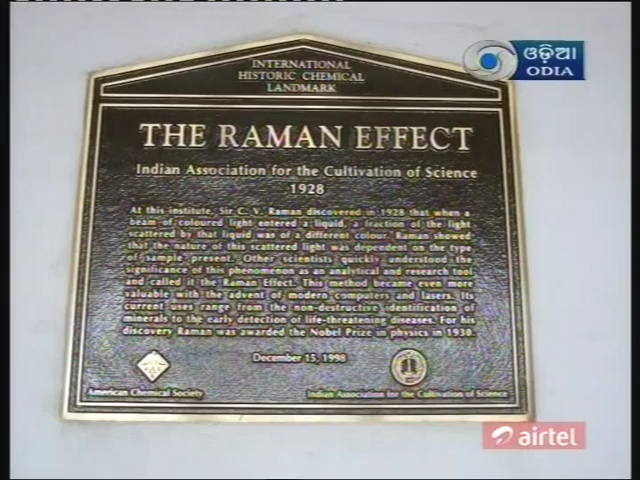 INTERNATIONAL
HISTORIC CHEMICAL
LANDMARK
ଓଡ଼ିଆ
ODIA
THE RAMAN EFFECT
Indian Association for the Cultivation of Science
1928
At this institute, Sir C. V. Raman discovered in 1928 that when a
beam of coloured light entered a liquid, a fraction of the light
scattered by that liquid was of a different colour. Raman showed
that the nature of this scattered light was dependent on the type
of sample present. Other scientists quickly understood the
significance of this phenomenon as an analytical and research tool
and called it the Raman Effect. This method became even more
valuable with the advent of modern computers and lasers. Its
current uses range from the non-destructive identification of
minerals to the early detection of life-threatening diseases. For his
discovery Raman was awarded the Nobel Prize in physics in 1930.
December 15, 1998
American Chemical Society
Indian Association for the Cultivation of Science
airtel